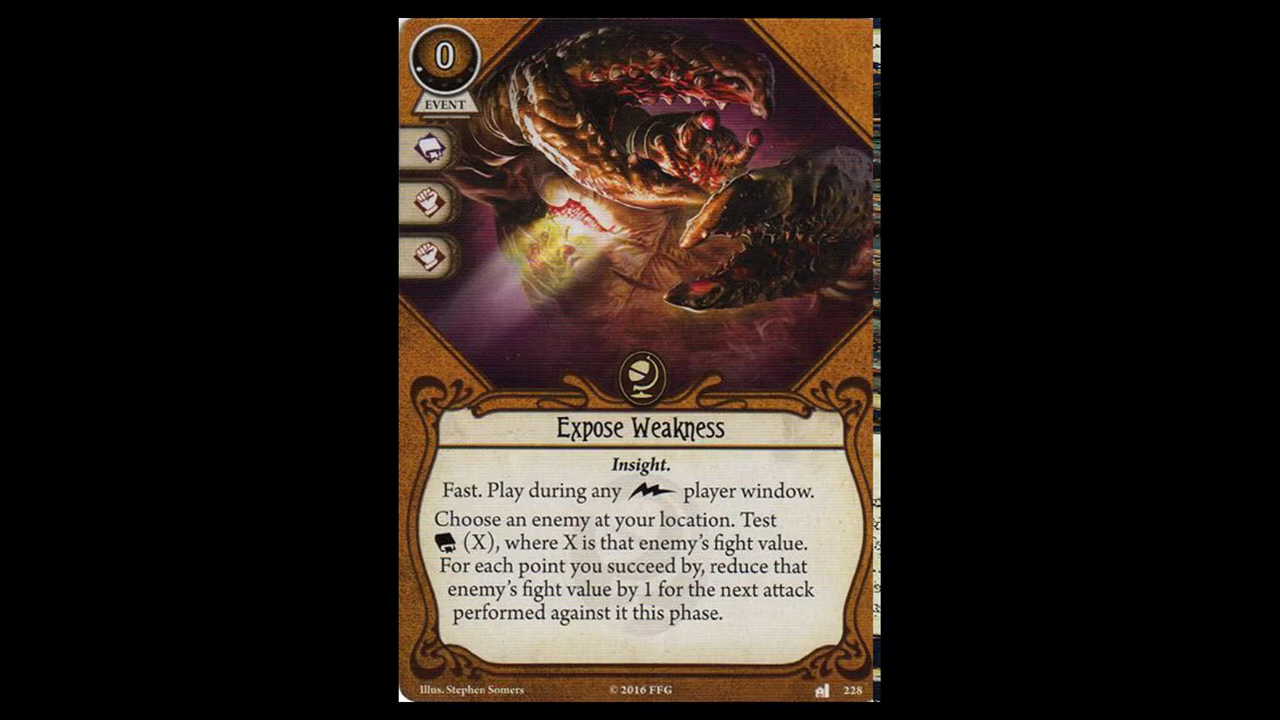 0
EVENT
Expose Weakness
Insight.
Fast. Play during any player window.
Choose an enemy at your location. Test
(X), where X is that enemy's fight value.
For each point you succeed by, reduce that
enemy's fight value by 1 for the next attack
performed against it this phase.
Illus. Stephen Somers
© 2016 FFG
228